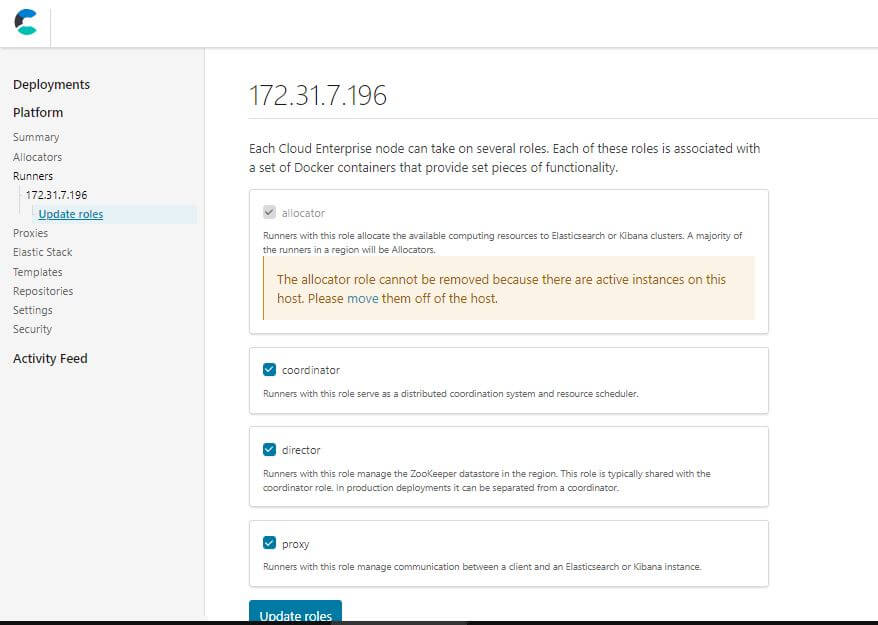 Deployments
Platform
Summary
Allocators
Runners
172.31.7.196
Update roles
Proxies
Elastic Stack
Templates
Repositories
Settings
Security
Activity Feed
172.31.7.196
Each Cloud Enterprise node can take on several roles. Each of these roles is associated with
a set of Docker containers that provide set pieces of functionality.
allocator
Runners with this role allocate the available computing resources to Elasticsearch or Kibana clusters. A majority of
the runners in a region will be Allocators.
The allocator role cannot be removed because there are active instances on this
host. Please move them off of the host.
coordinator
Runners with this role serve as a distributed coordination system and resource scheduler.
director
Runners with this role manage the ZooKeeper datastore in the region. This role is typically shared with the
coordinator role. In production deployments it can be separated from a coordinator.
proxy
Runners with this role manage communication between a client and an Elasticsearch or Kibana instance.
Update roles